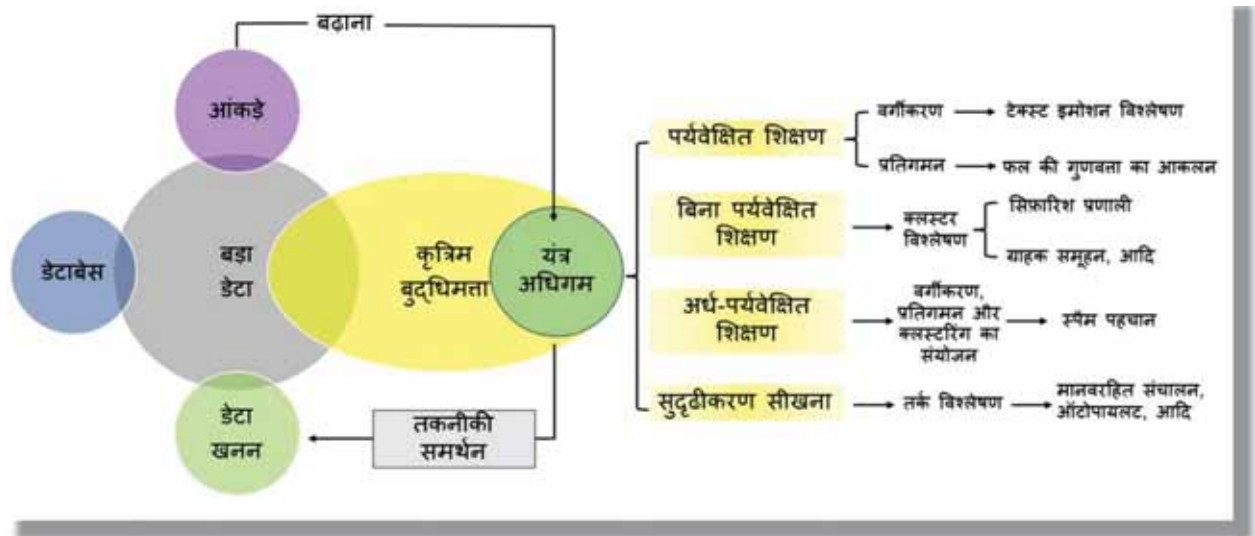 बढ़ाना
आंकड़े
डेटाबेस
बड़ा
डेटा
कृत्रिम
बुद्धिमत्ता
यंत्र
अधिगम
डेटा
खनन
तकनीकी
समर्थन
पर्यवेक्षित शिक्षण
वर्गीकरण
टेक्स्ट इमोशन विश्लेषण
प्रतिगमन
फल की गुणवत्ता का आकलन
बिना पर्यवेक्षित
शिक्षण
क्लस्टर
विश्लेषण
सिफ़ारिश प्रणाली
ग्राहक समूहन, आदि
अर्ध-पर्यवेक्षित
शिक्षण
वर्गीकरण,
प्रतिगमन और
क्लस्टरिंग का
संयोजन
स्पैम पहचान
सुदृढीकरण सीखना
तर्क विश्लेषण
मानवरहित संचालन,
ऑटोपायलट, आदि